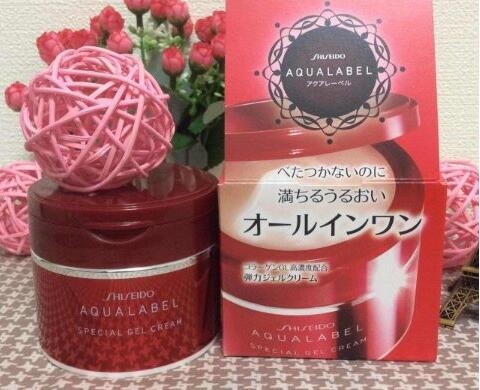 SHISEIDO
AQUALABEL
アクアレーベル
べたつかないのに
満ちるうるおい
オールインワン
コラーゲンGL高濃度配合
弾力ジェルクリーム
SHISEIDO
AQUALABEL
SPECIAL GEL CREAM
SHISEIDO
AQUALABEL
SPECIAL GEL CREAM